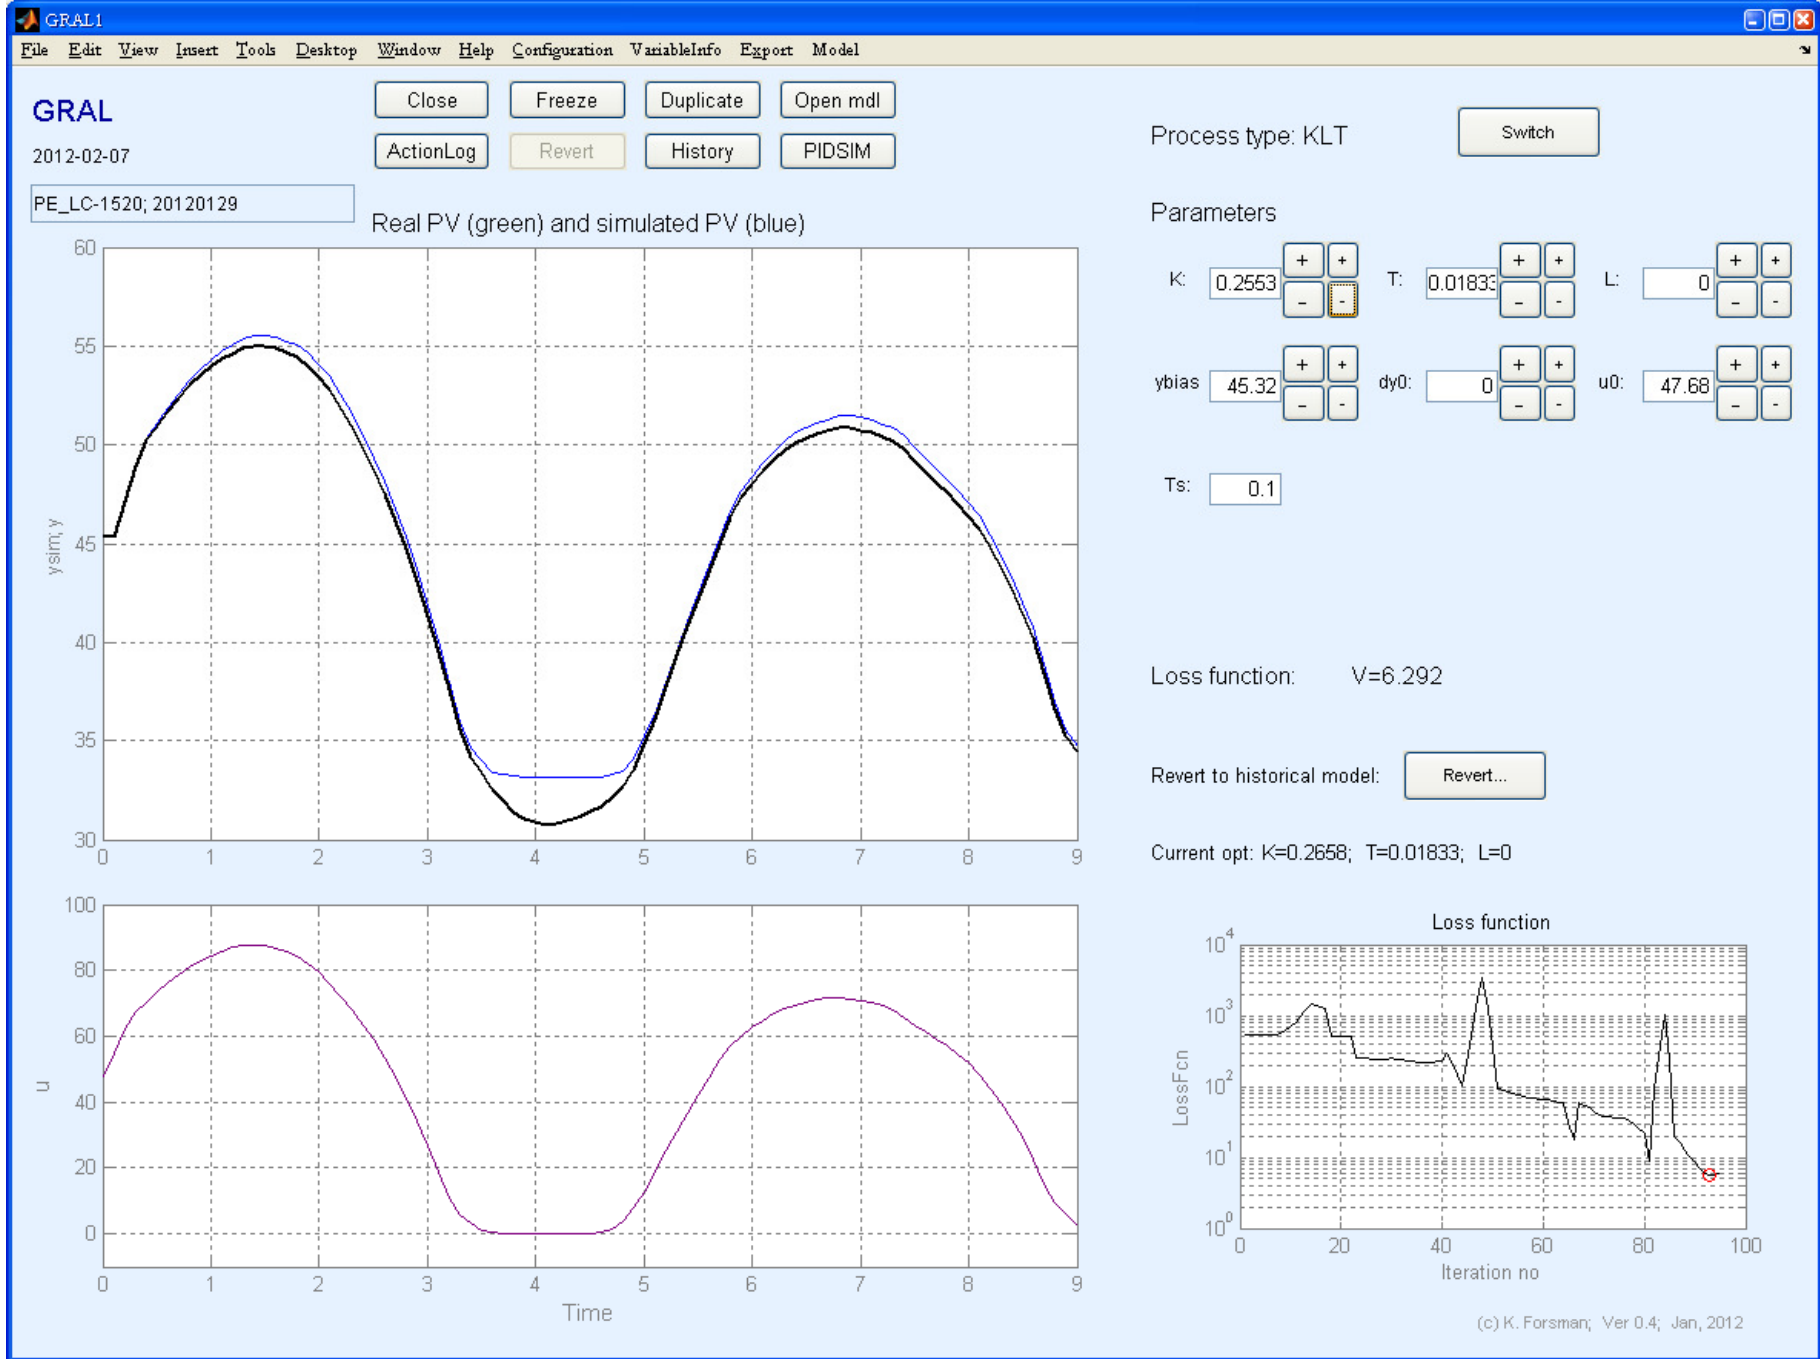 GRAL1
File Edit View Insert Tools Desktop Window Help Configuration VariableInfo Export Model
GRAL
2012-02-07
PE_LC-1520; 20120129
Close Freeze Duplicate Open mdl
ActionLog Revert History PIDSIM
Process type: KLT Switch
Parameters
K: 0.2553 + + - -
T: 0.01833 + + - -
L: 0 + + - -
ybias 45.32 + + - -
dy0: 0 + + - -
u0: 47.68 + + - -
Ts: 0.1
Loss function: V=6.292
Revert to historical model: Revert...
Current opt: K=0.2658; T=0.01833; L=0
Real PV (green) and simulated PV (blue)
60
55
50
45
40
35
30
ysim; y
0 1 2 3 4 5 6 7 8 9
100
80
60
40
20
0
u
0 1 2 3 4 5 6 7 8 9
Time
Loss function
10^4
10^3
10^2
10^1
10^0
LossFcn
0 20 40 60 80 100
Iteration no
(c) K. Forsman; Ver 0.4; Jan, 2012